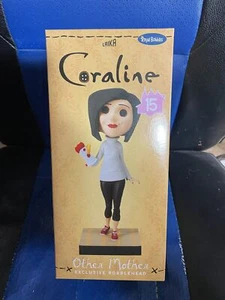 LAIKA
Coraline
15
Other Mother
EXCLUSIVE BOBBLEHEAD